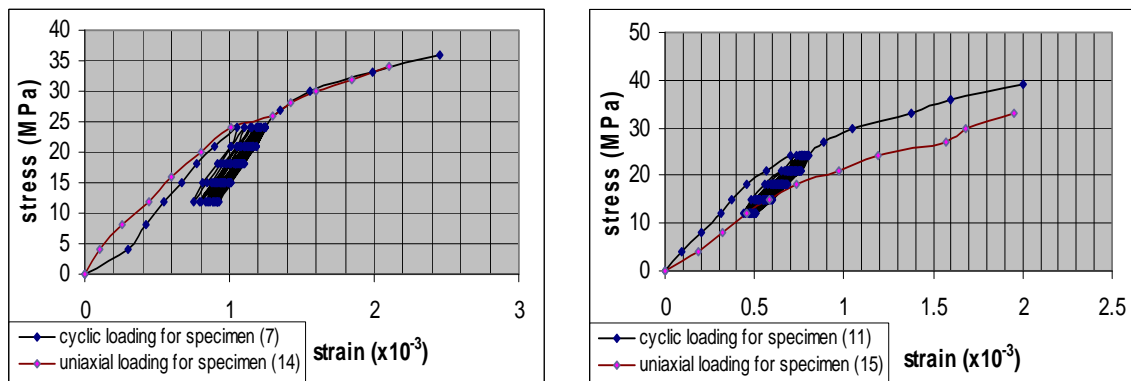 40
35
30
25
20
15
10
5
0
stress (MPa)
0 1 2 3
cyclic loading for specimen (7)
uniaxial loading for specimen (14)
strain (x10⁻³)
50
40
30
20
10
0
stress (MPa)
0 0.5 1 1.5 2 2.5
cyclic loading for specimen (11)
uniaxial loading for specimen (15)
strain (x10⁻³)